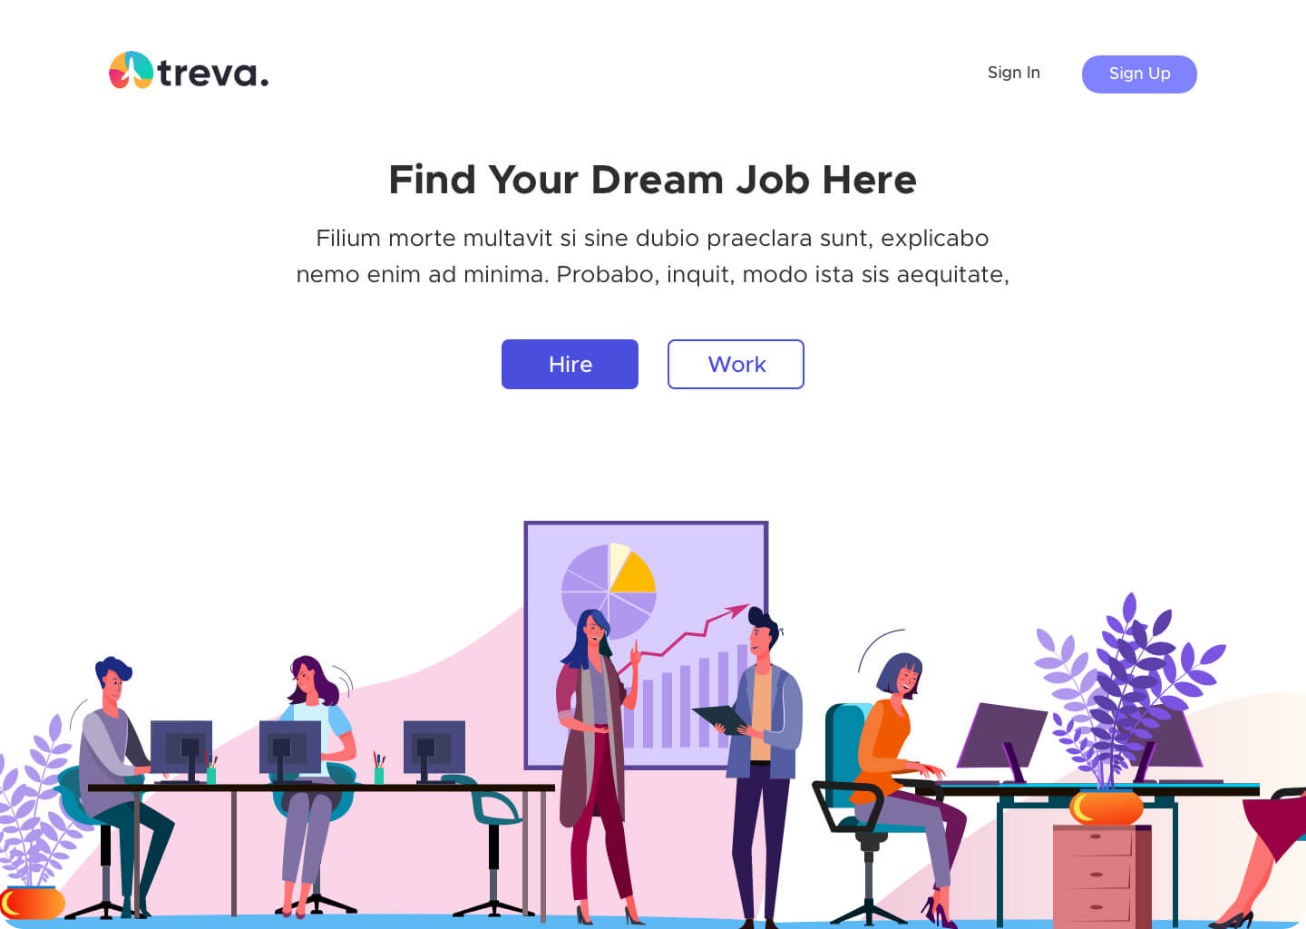 treva.
Sign In
Sign Up
Find Your Dream Job Here
Filium morte multavit si sine dubio praeclara sunt, explicabo
nemo enim ad minima. Probabo, inquit, modo ista sis aequitate,
Hire
Work